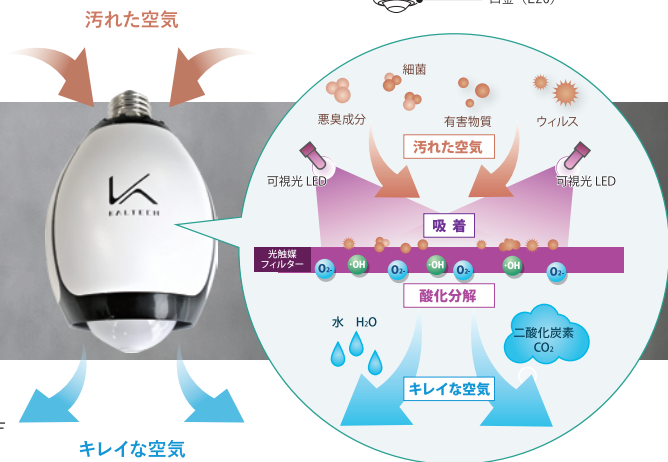 口金（E26）
汚れた空気
KALTECH
悪臭成分
細菌
有害物質
ウィルス
汚れた空気
可視光 LED
可視光 LED
吸 着
光触媒
フィルター
O2-
·OH
O2-
·OH
O2-
·OH
O2-
酸化分解
水 H2O
二酸化炭素
CO2
キレイな空気
キレイな空気